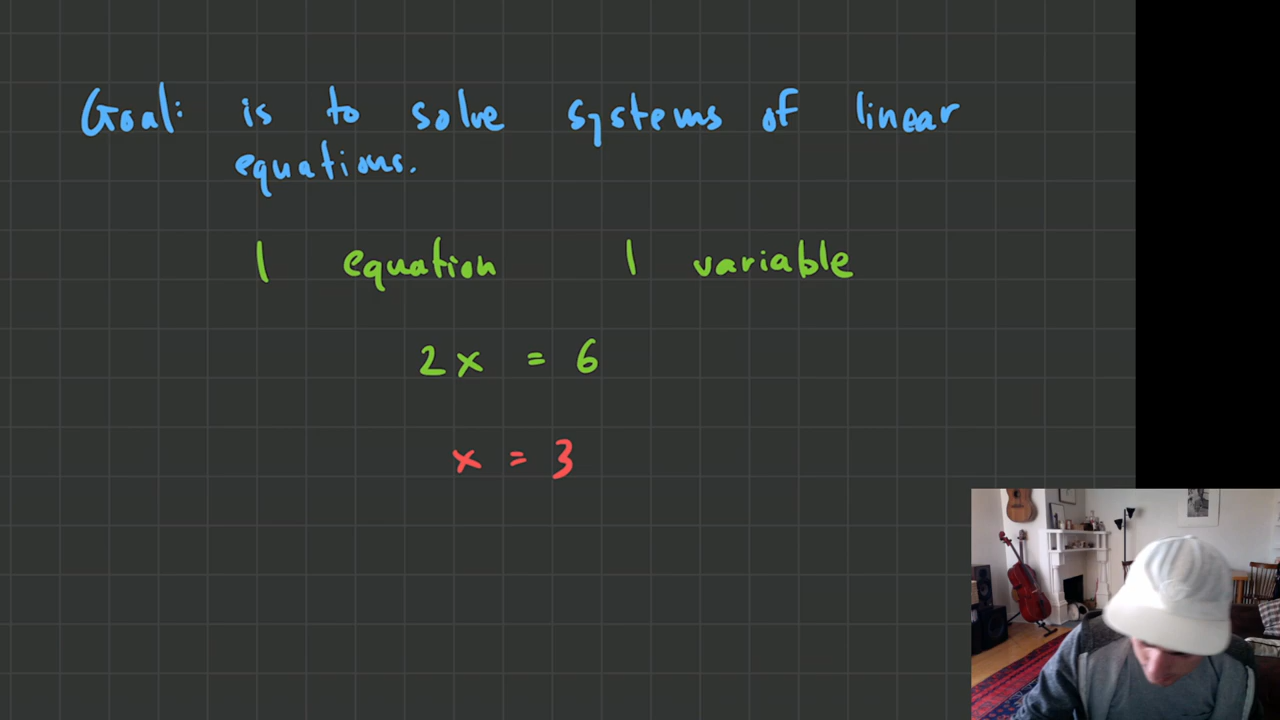 Goal: is to solve systems of linear
equations.
1 equation 1 variable
2x = 6
x = 3